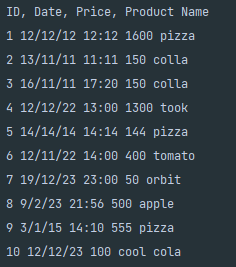 ID, Date, Price, Product Name
1 12/12/12 12:12 1600 pizza
2 13/11/11 11:11 150 colla
3 16/11/11 17:20 150 colla
4 12/12/22 13:00 1300 took
5 14/14/14 14:14 144 pizza
6 12/11/22 14:00 400 tomato
7 19/12/23 23:00 50 orbit
8 9/2/23 21:56 500 apple
9 3/1/15 14:10 555 pizza
10 12/12/23 100 cool cola